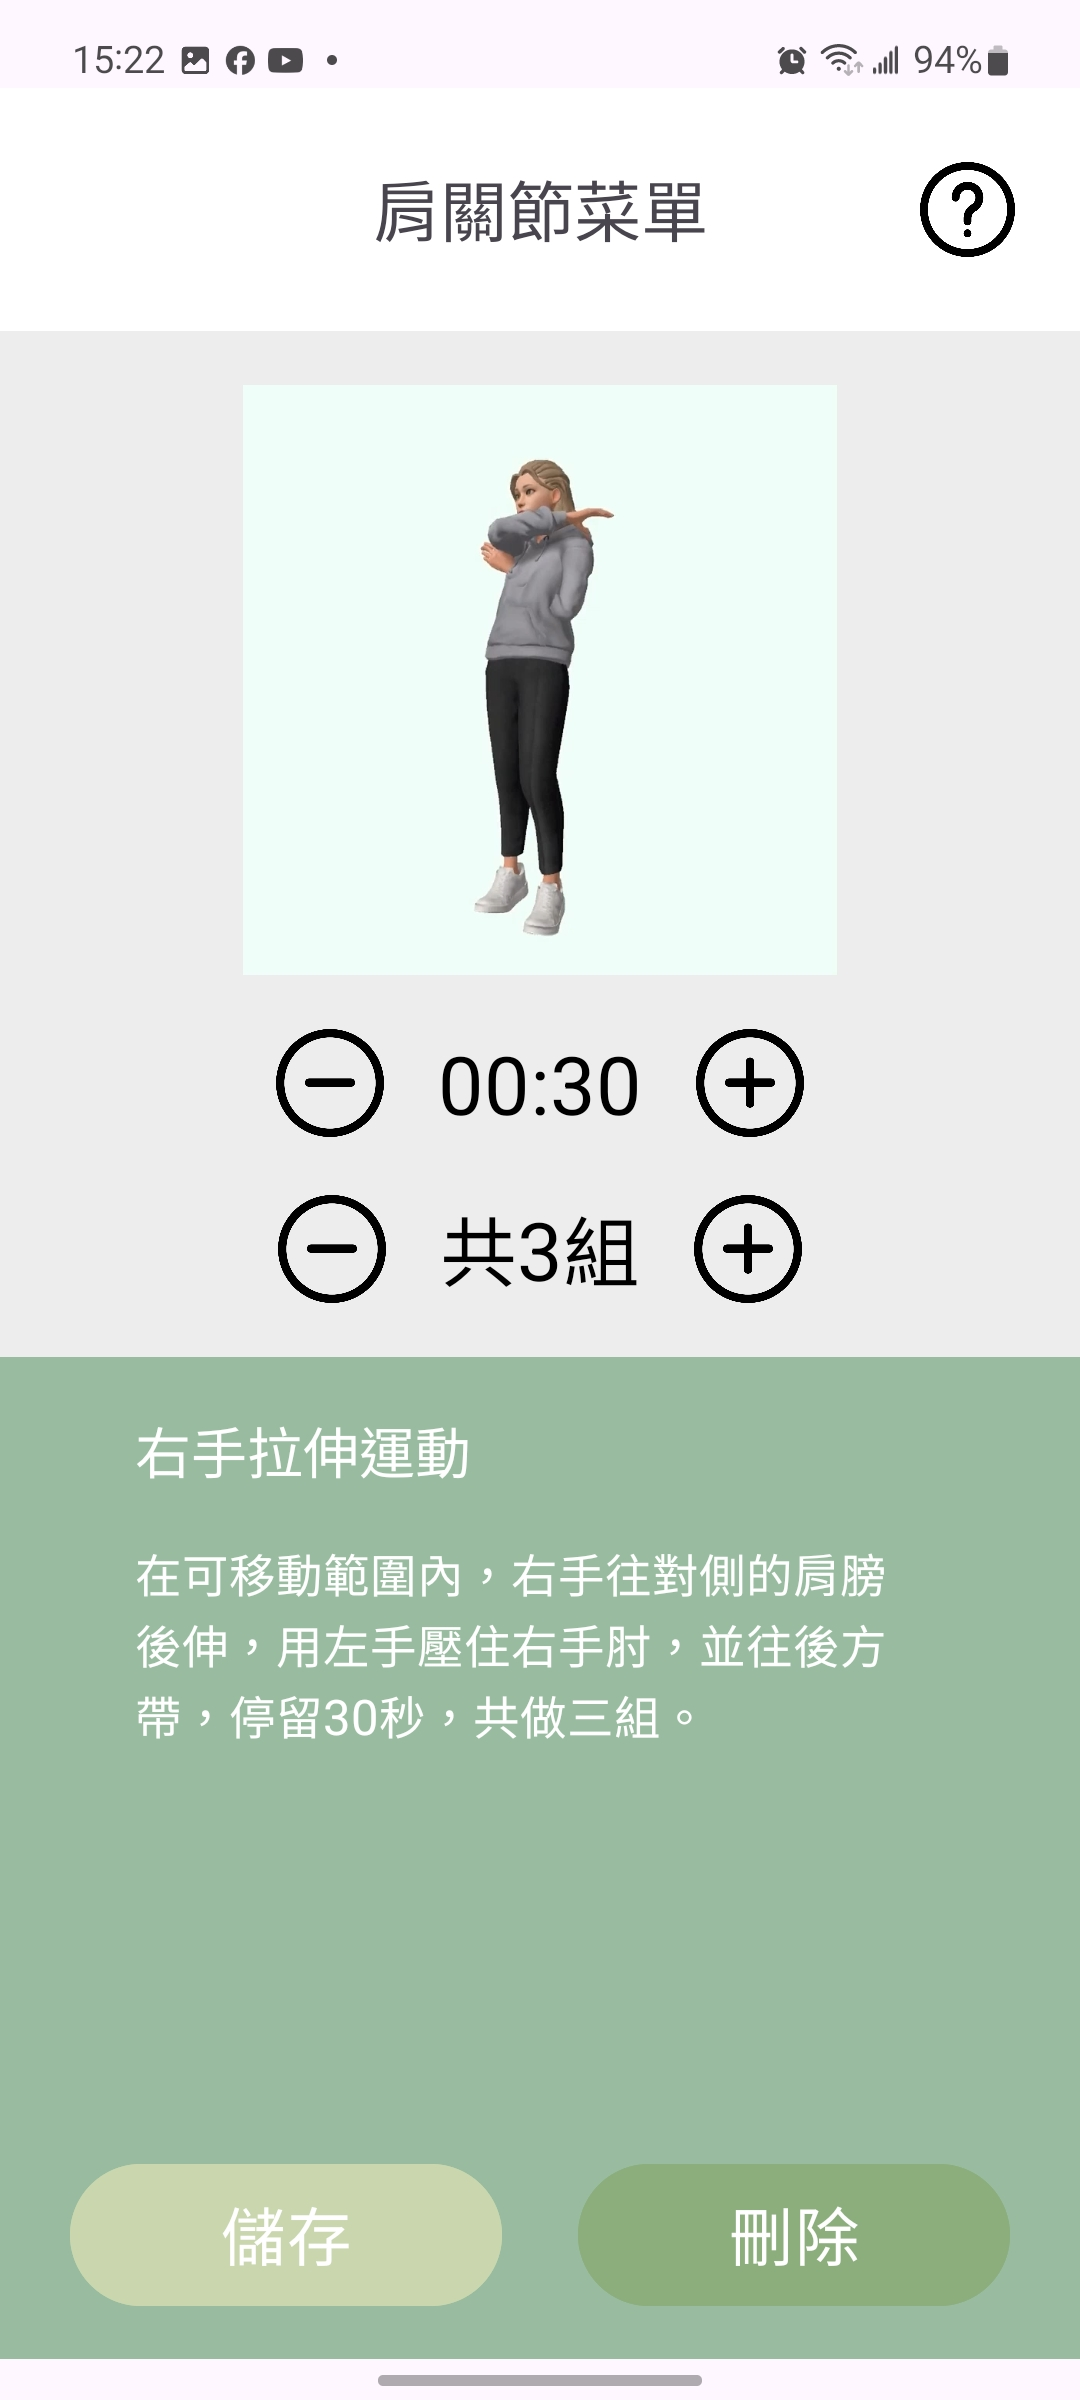 15:22
94%
肩關節菜單
00:30
共3組
右手拉伸運動
在可移動範圍內，右手往對側的肩膀
後伸，用左手壓住右手肘，並往後方
帶，停留30秒，共做三組。
儲存
刪除